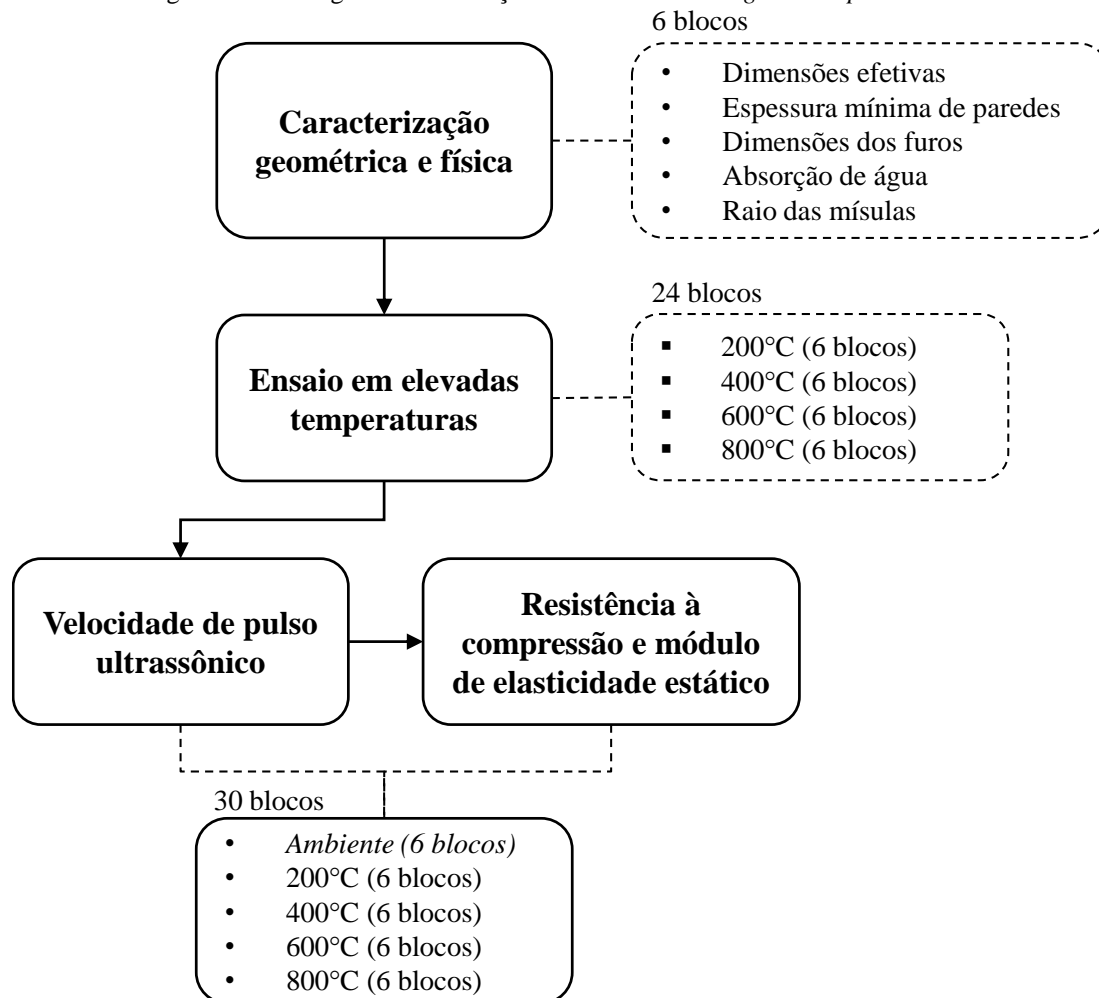 6 blocos
Caracterização
geométrica e física
• Dimensões efetivas
• Espessura mínima de paredes
• Dimensões dos furos
• Absorção de água
• Raio das mísulas
24 blocos
Ensaio em elevadas
temperaturas
▪ 200°C (6 blocos)
▪ 400°C (6 blocos)
▪ 600°C (6 blocos)
▪ 800°C (6 blocos)
Velocidade de pulso
ultrassônico
Resistência à
compressão e módulo
de elasticidade estático
30 blocos
• Ambiente (6 blocos)
• 200°C (6 blocos)
• 400°C (6 blocos)
• 600°C (6 blocos)
• 800°C (6 blocos)